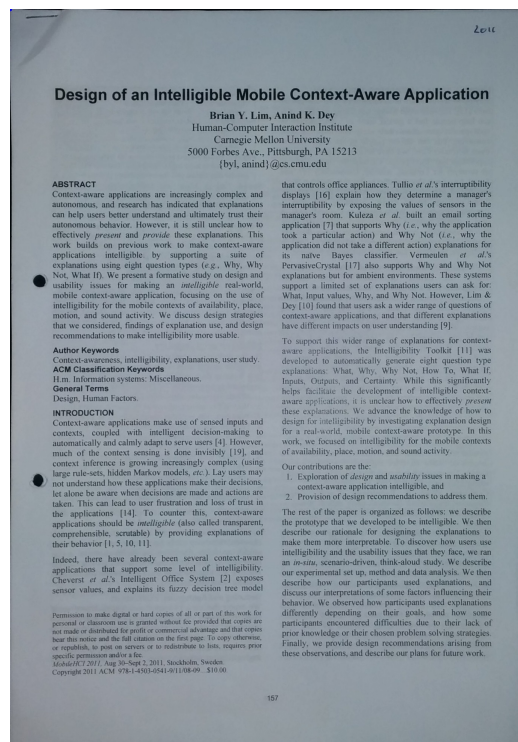 2011
Design of an Intelligible Mobile Context-Aware Application
Brian Y. Lim, Anind K. Dey
Human-Computer Interaction Institute
Carnegie Mellon University
5000 Forbes Ave., Pittsburgh, PA 15213
{byl, anind}@cs.cmu.edu
ABSTRACT
Context-aware applications are increasingly complex and
autonomous, and research has indicated that explanations
can help users better understand and ultimately trust their
autonomous behavior. However, it is still unclear how to
effectively present and provide these explanations. This
work builds on previous work to make context-aware
applications intelligible by supporting a suite of
explanations using eight question types (e.g., Why, Why
Not, What If). We present a formative study on design and
usability issues for making an intelligible real-world,
mobile context-aware application, focusing on the use of
intelligibility for the mobile contexts of availability, place,
motion, and sound activity. We discuss design strategies
that we considered, findings of explanation use, and design
recommendations to make intelligibility more usable.
Author Keywords
Context-awareness, intelligibility, explanations, user study.
ACM Classification Keywords
H.m. Information systems: Miscellaneous.
General Terms
Design, Human Factors.
INTRODUCTION
Context-aware applications make use of sensed inputs and
contexts, coupled with intelligent decision-making to
automatically and calmly adapt to serve users [4]. However,
much of the context sensing is done invisibly [19], and
context inference is growing increasingly complex (using
large rule-sets, hidden Markov models, etc.). Lay users may
not understand how these applications make their decisions,
let alone be aware when decisions are made and actions are
taken. This can lead to user frustration and loss of trust in
the applications [14]. To counter this, context-aware
applications should be intelligible (also called transparent,
comprehensible, scrutable) by providing explanations of
their behavior [1, 5, 10, 11].
Indeed, there have already been several context-aware
applications that support some level of intelligibility.
Cheverst et al.'s Intelligent Office System [2] exposes
sensor values, and explains its fuzzy decision tree model
Permission to make digital or hard copies of all or part of this work for
personal or classroom use is granted without fee provided that copies are
not made or distributed for profit or commercial advantage and that copies
bear this notice and the full citation on the first page. To copy otherwise,
or republish, to post on servers or to redistribute to lists, requires prior
specific permission and/or a fee.
MobileHCI 2011, Aug 30–Sept 2, 2011, Stockholm, Sweden.
Copyright 2011 ACM 978-1-4503-0541-9/11/08-09...$10.00.
that controls office appliances. Tullio et al.'s interruptibility
displays [16] explain how they determine a manager's
interruptibility by exposing the values of sensors in the
manager's room. Kuleza et al. built an email sorting
application [7] that supports Why (i.e., why the application
took a particular action) and Why Not (i.e., why the
application did not take a different action) explanations for
its naïve Bayes classifier. Vermeulen et al.'s
PervasiveCrystal [17] also supports Why and Why Not
explanations but for ambient environments. These systems
support a limited set of explanations users can ask for:
What, Input values, Why, and Why Not. However, Lim &
Dey [10] found that users ask a wider range of questions of
context-aware applications, and that different explanations
have different impacts on user understanding [9].
To support this wider range of explanations for context-
aware applications, the Intelligibility Toolkit [11] was
developed to automatically generate eight question type
explanations: What, Why, Why Not, How To, What If,
Inputs, Outputs, and Certainty. While this significantly
helps facilitate the development of intelligible context-
aware applications, it is unclear how to effectively present
these explanations. We advance the knowledge of how to
design for intelligibility by investigating explanation design
for a real-world, mobile context-aware prototype. In this
work, we focused on intelligibility for the mobile contexts
of availability, place, motion, and sound activity.
Our contributions are the:
1. Exploration of design and usability issues in making a
context-aware application intelligible, and
2. Provision of design recommendations to address them.
The rest of the paper is organized as follows: we describe
the prototype that we developed to be intelligible. We then
describe our rationale for designing the explanations to
make them more interpretable. To discover how users use
intelligibility and the usability issues that they face, we ran
an in-situ, scenario-driven, think-aloud study. We describe
our experimental set up, method and data analysis. We then
describe how our participants used explanations, and
discuss our interpretations of some factors influencing their
behavior. We observed how participants used explanations
differently depending on their goals, and how some
participants encountered difficulties due to their lack of
prior knowledge or their chosen problem solving strategies.
Finally, we provide design recommendations arising from
these observations, and describe our plans for future work.
157